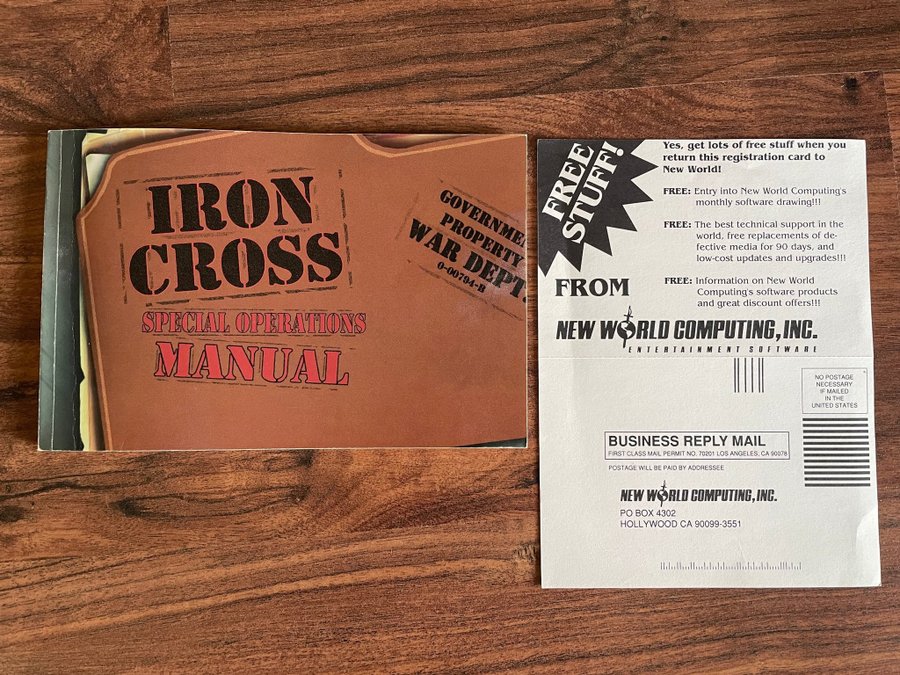 IRON
CROSS
SPECIAL OPERATIONS
MANUAL
GOVERNMEN
PROPERTY
WAR DEPT.
0-00794-R
FREE
STUFF!
FROM
Yes, get lots of free stuff when you
return this registration card to
New World!
FREE: Entry into New World Computing's
monthly software drawing!!!
FREE: The best technical support in the
world, free replacements of de-
fective media for 90 days, and
low-cost updates and upgrades!!!
FREE: Information on New World
Computing's software products
and great discount offers!!!
NEW WORLD COMPUTING, INC.
ENTERTAINMENT SOFTWARE
NO POSTAGE
NECESSARY
IF MAILED
IN THE
UNITED STATES
BUSINESS REPLY MAIL
FIRST CLASS MAIL PERMIT NO. 70201 LOS ANGELES, CA 90078
POSTAGE WILL BE PAID BY ADDRESSEE
NEW WORLD COMPUTING, INC.
PO BOX 4302
HOLLYWOOD CA 90099-3551